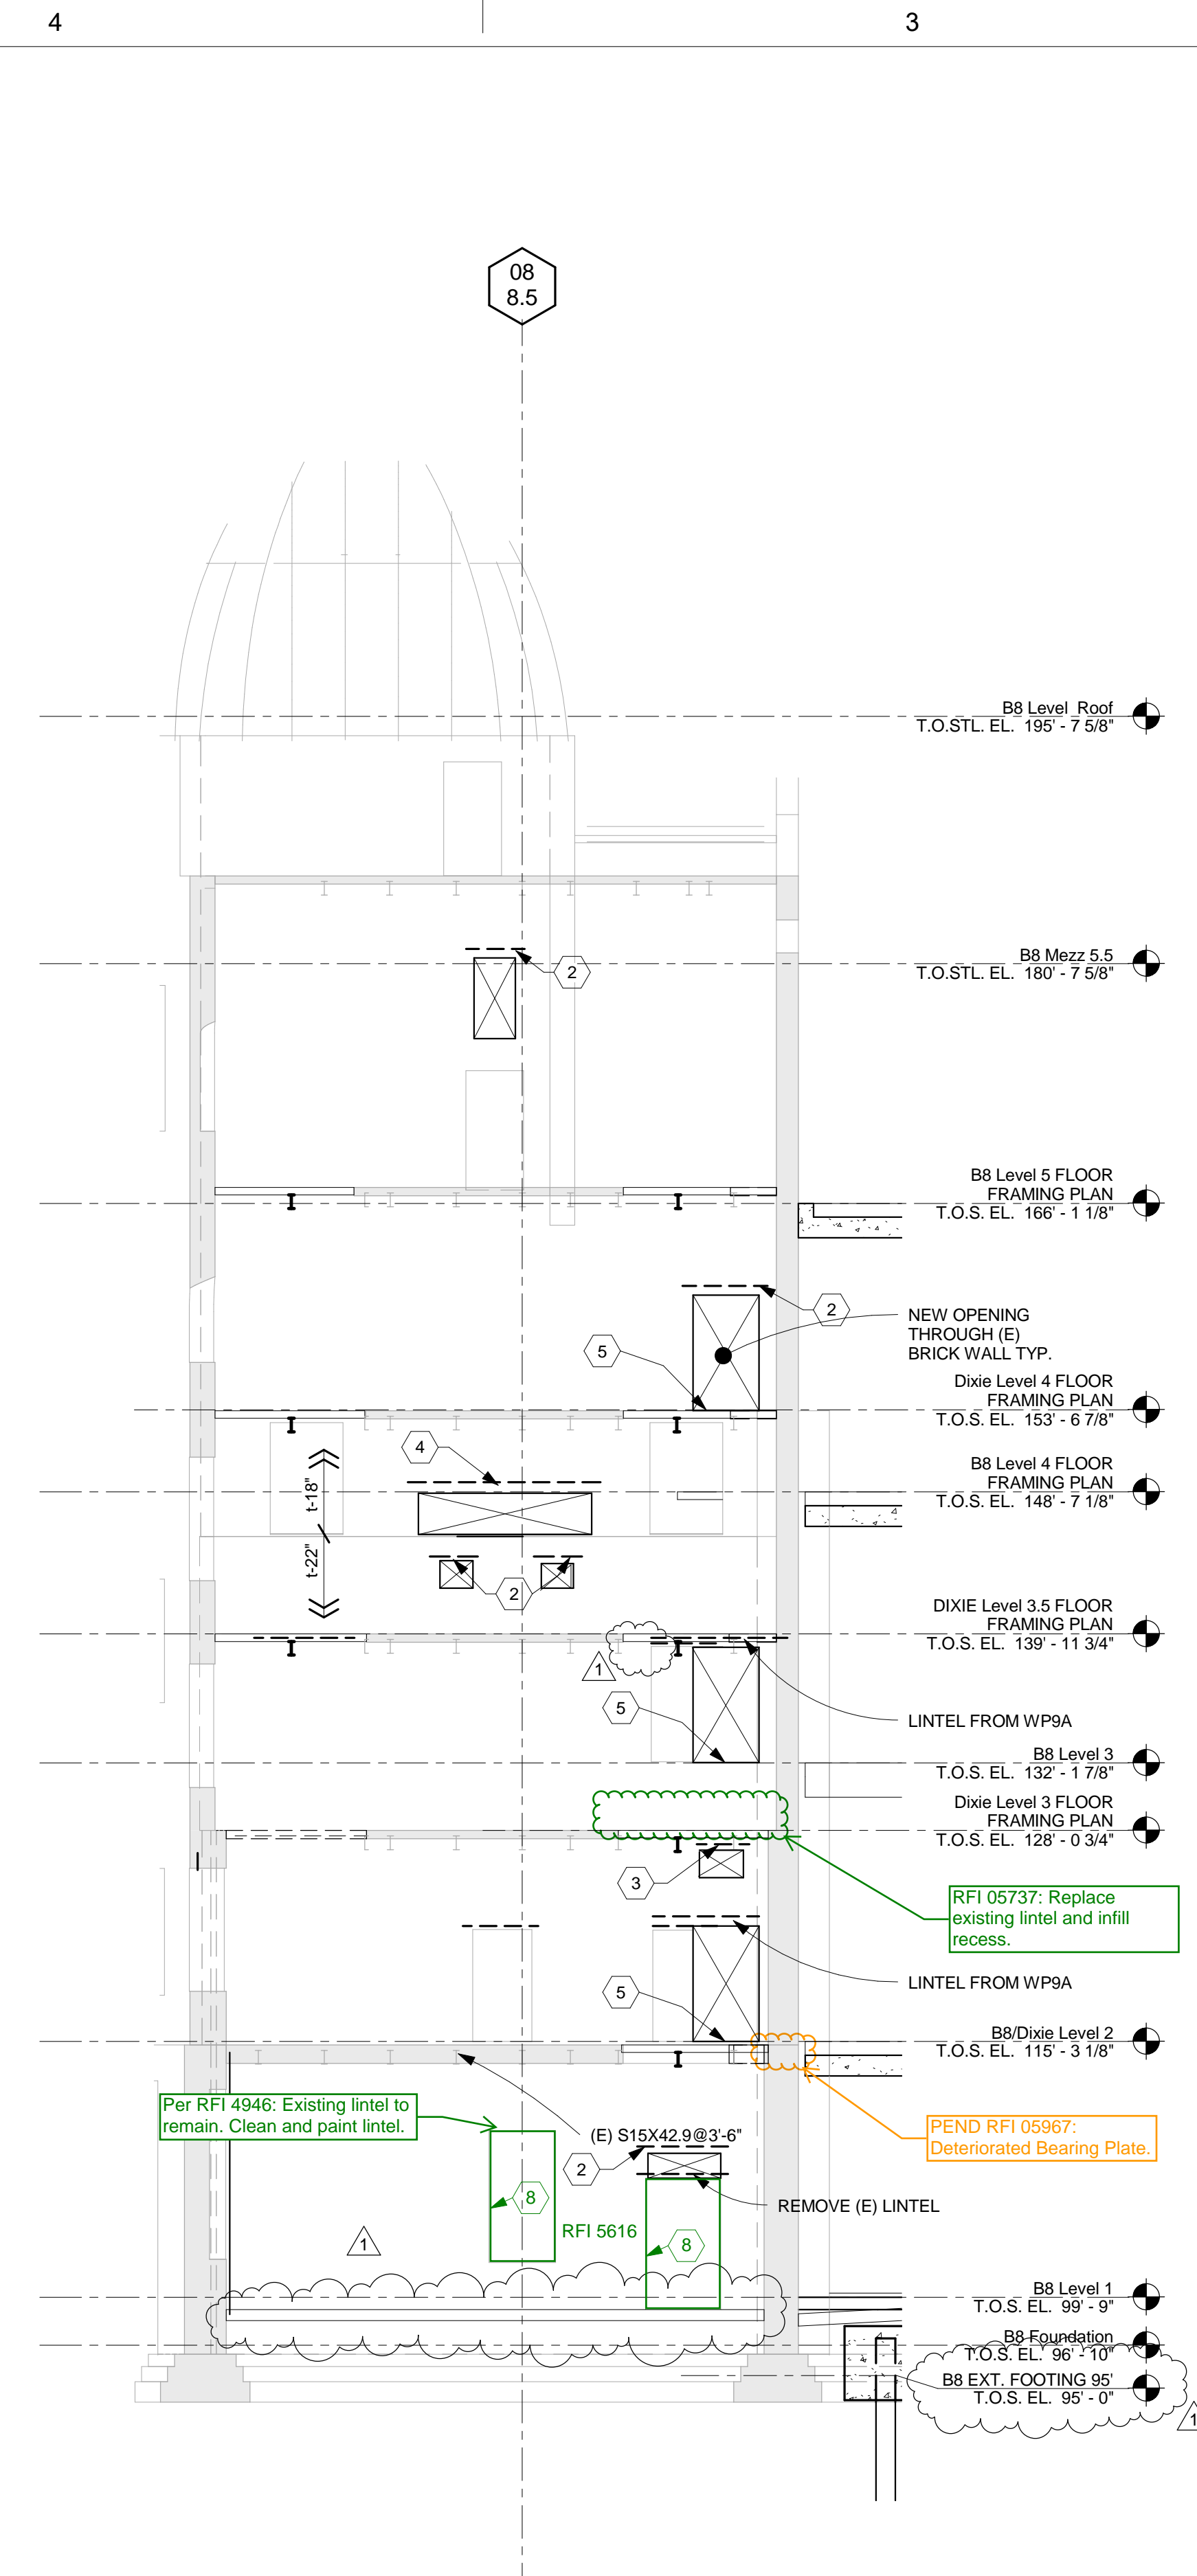 4
3
08
8.5
B8 Level  Roof
T.O.STL. EL.  195' - 7 5/8"
B8 Mezz 5.5
T.O.STL. EL.  180' - 7 5/8"
2
B8 Level 5 FLOOR
FRAMING PLAN
T.O.S. EL.  166' - 1 1/8"
2
NEW OPENING
THROUGH (E)
BRICK WALL TYP.
5
Dixie Level 4 FLOOR
FRAMING PLAN
T.O.S. EL.  153' - 6 7/8"
4
B8 Level 4 FLOOR
FRAMING PLAN
T.O.S. EL.  148' - 7 1/8"
t-18"
t-22"
2
DIXIE Level 3.5 FLOOR
FRAMING PLAN
T.O.S. EL.  139' - 11 3/4"
1
5
LINTEL FROM WP9A
B8 Level 3
T.O.S. EL.  132' - 1 7/8"
Dixie Level 3 FLOOR
FRAMING PLAN
T.O.S. EL.  128' - 0 3/4"
3
RFI 05737: Replace
existing lintel and infill
recess.
LINTEL FROM WP9A
5
B8/Dixie Level 2
T.O.S. EL.  115' - 3 1/8"
Per RFI 4946: Existing lintel to
remain. Clean and paint lintel.
PEND RFI 05967:
Deteriorated Bearing Plate.
(E) S15X42.9@3'-6"
2
8
REMOVE (E) LINTEL
RFI 5616
8
1
B8 Level 1
T.O.S. EL.  99' - 9"
B8 Foundation
T.O.S. EL.  96' - 10"
B8 EXT. FOOTING 95'
T.O.S. EL.  95' - 0"
1